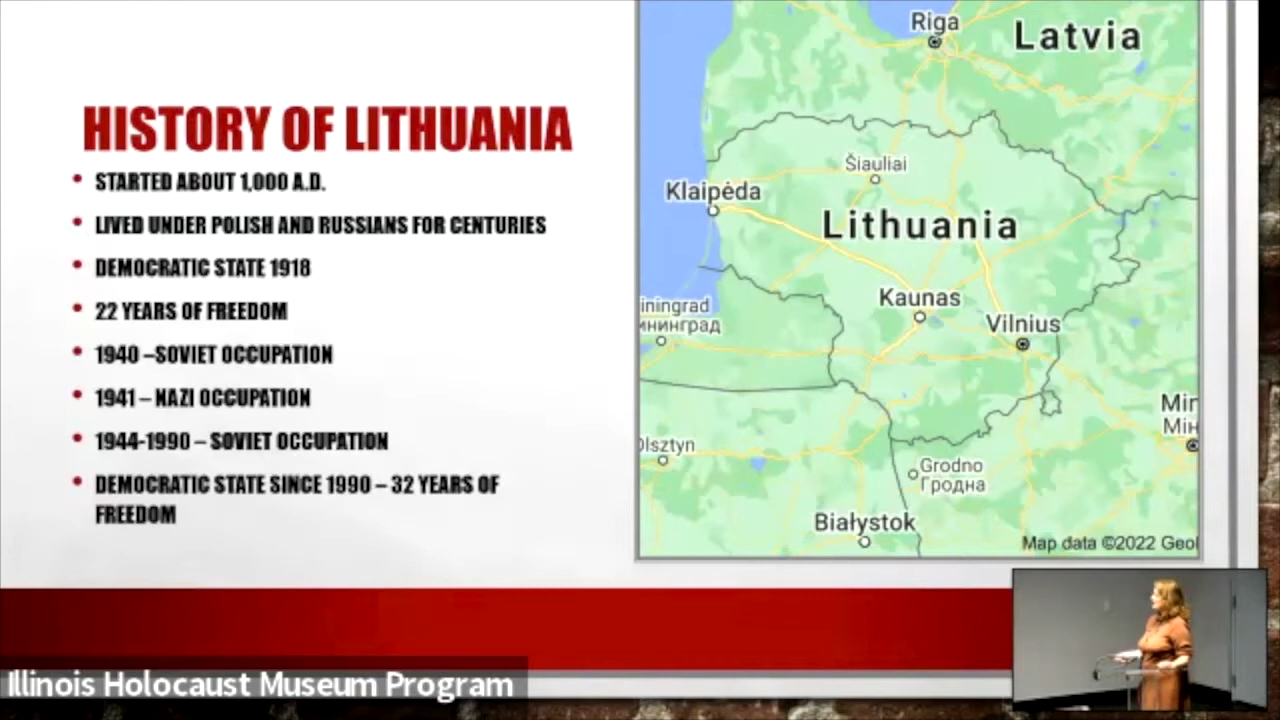 HISTORY OF LITHUANIA
• STARTED ABOUT 1,000 A.D.
• LIVED UNDER POLISH AND RUSSIANS FOR CENTURIES
• DEMOCRATIC STATE 1918
• 22 YEARS OF FREEDOM
• 1940 –SOVIET OCCUPATION
• 1941 – NAZI OCCUPATION
• 1944-1990 – SOVIET OCCUPATION
• DEMOCRATIC STATE SINCE 1990 – 32 YEARS OF
FREEDOM
Riga
Latvia
Šiauliai
Klaipėda
Lithuania
Kaunas
iningrad
ининград
Vilnius
Min
Мін
Olsztyn
Grodno
Гродна
Białystok
Map data ©2022 Geo
Illinois Holocaust Museum Program